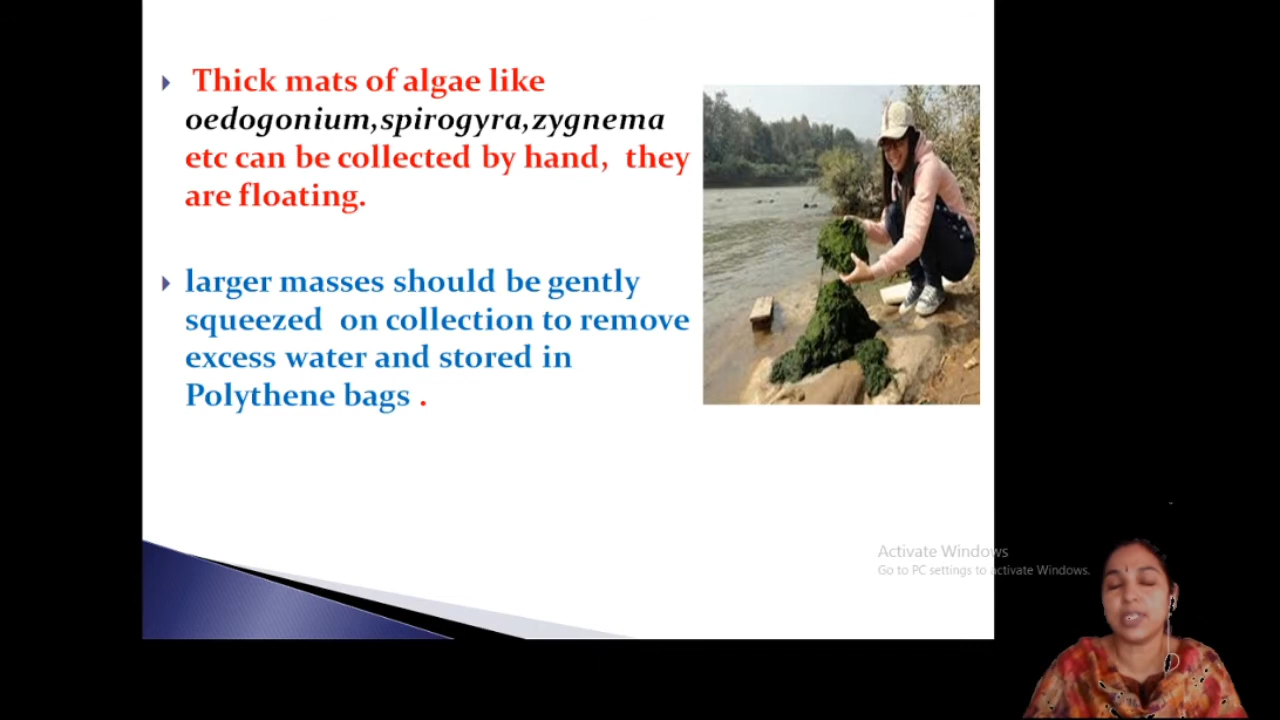 Thick mats of algae like
oedogonium,spirogyra,zygnema
etc can be collected by hand, they
are floating.
larger masses should be gently
squeezed on collection to remove
excess water and stored in
Polythene bags .
Activate Windows
Go to PC settings to activate Windows.